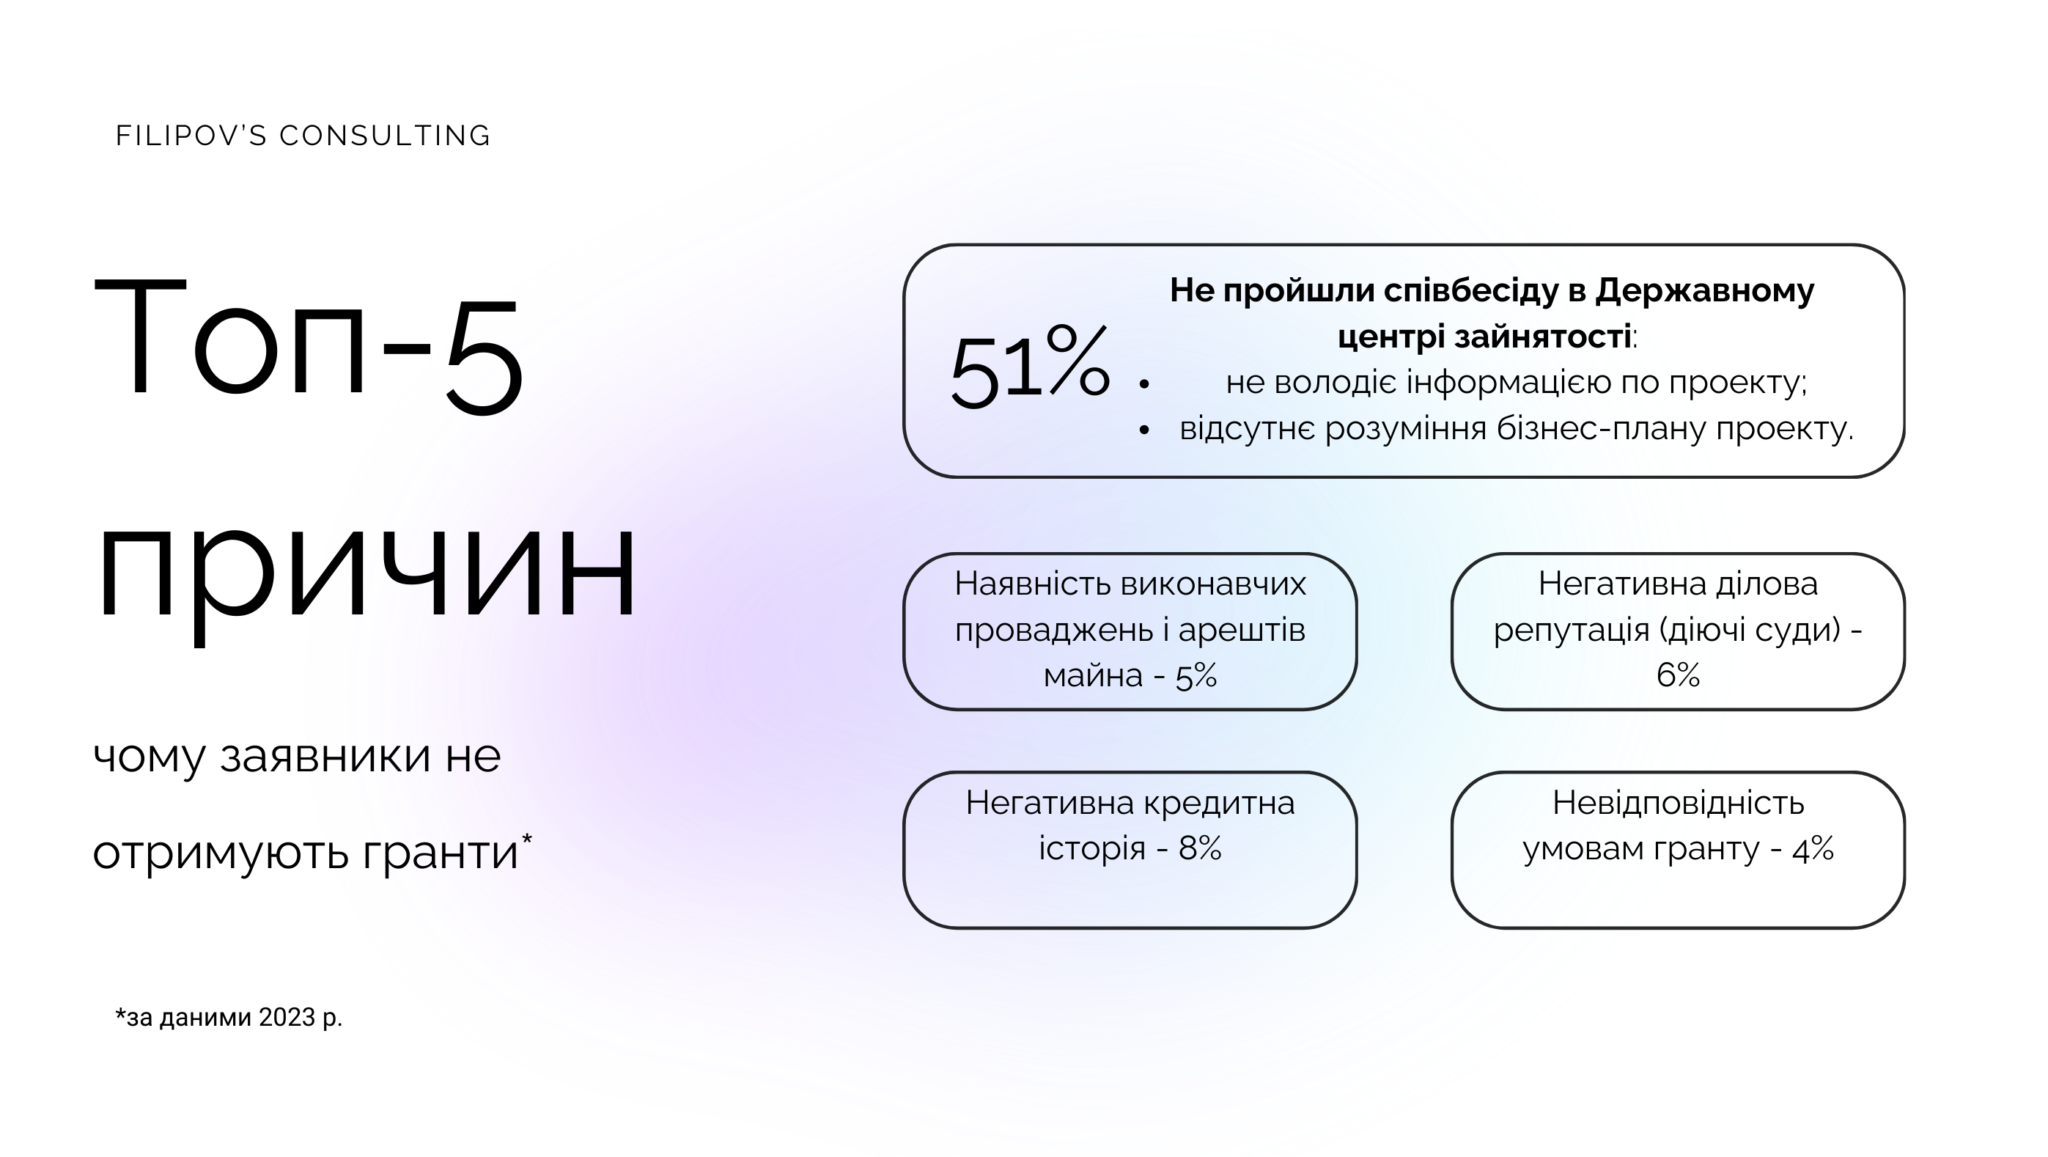 FILIPOV'S CONSULTING
Топ-5
причин
чому заявники не
отримують гранти*
*за даними 2023 р.
51%
Не пройшли співбесіду в Державному
центрі зайнятості:
• не володіє інформацією по проекту;
• відсутнє розуміння бізнес-плану проекту.
Наявність виконавчих
проваджень і арештів
майна - 5%
Негативна ділова
репутація (діючі суди) -
6%
Негативна кредитна
історія - 8%
Невідповідність
умовам гранту - 4%